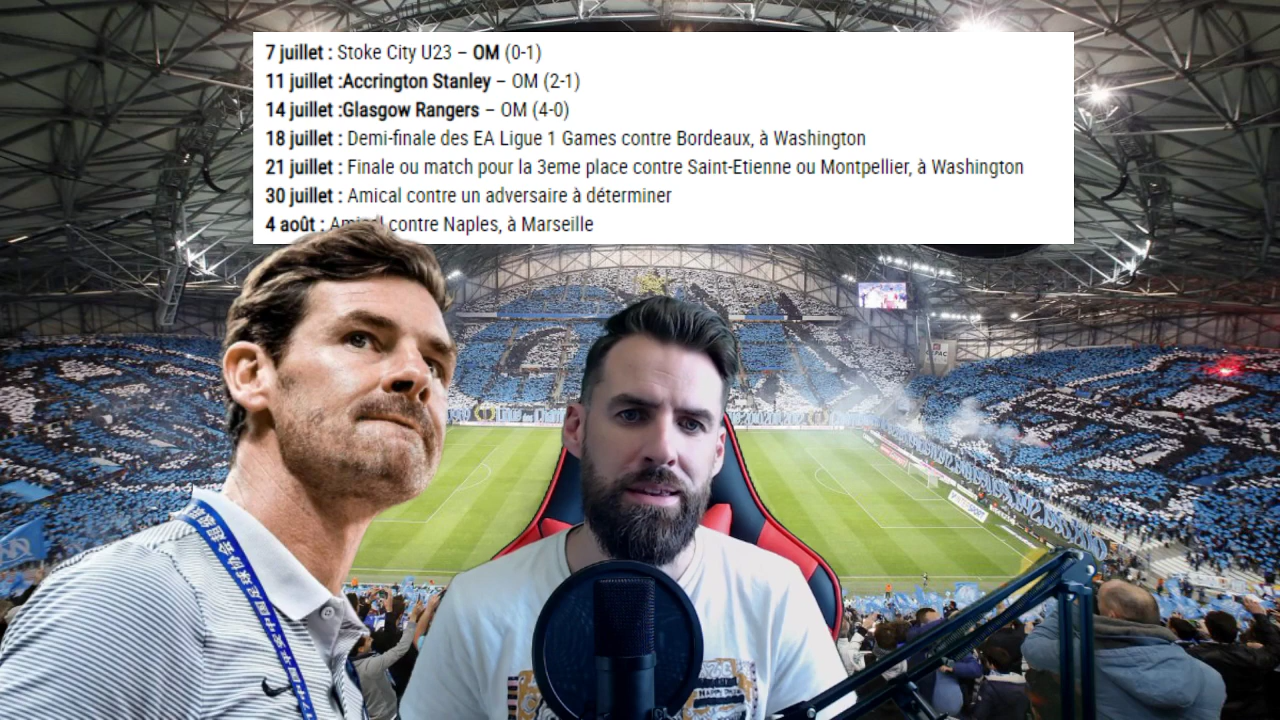 7 juillet : Stoke City U23 – OM (0-1)
11 juillet :Accrington Stanley – OM (2-1)
14 juillet :Glasgow Rangers – OM (4-0)
18 juillet : Demi-finale des EA Ligue 1 Games contre Bordeaux, à Washington
21 juillet : Finale ou match pour la 3eme place contre Saint-Etienne ou Montpellier, à Washington
30 juillet : Amical contre un adversaire à déterminer
4 août : Amical contre Naples, à Marseille